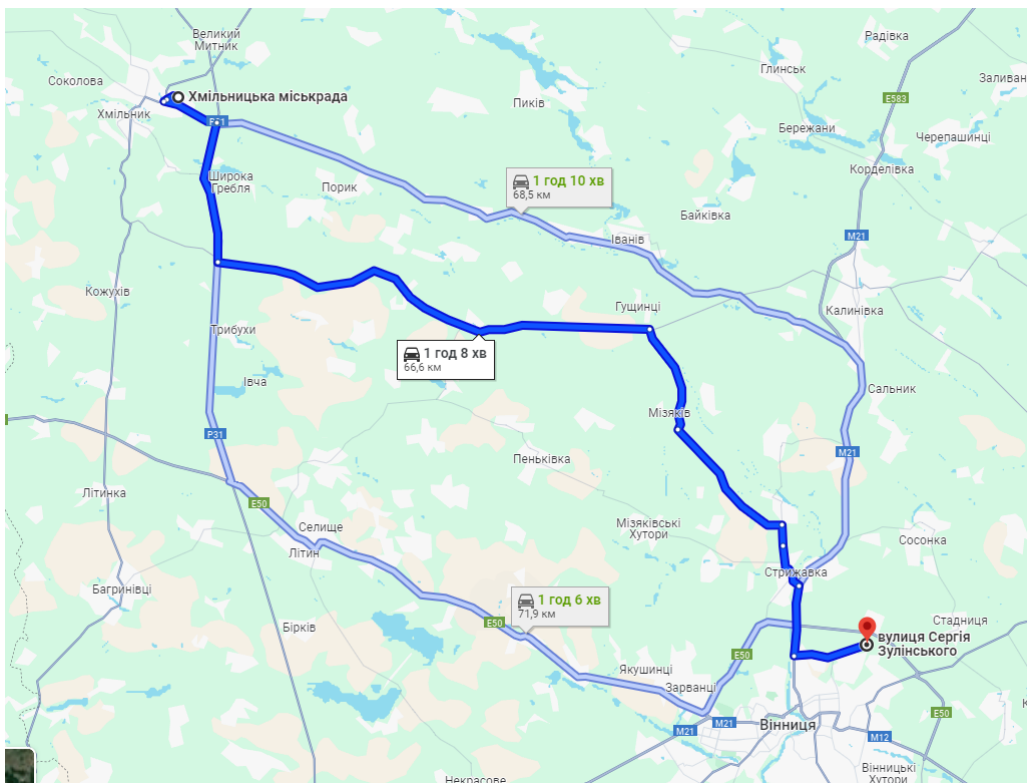 Великий
Митник
Радівка
Соколова
Хмільницька міськрада
Хмільник
Глинськ
Заливан
Пиків
E583
Бережани
Черепашинці
P31
Корделівка
Широка
Гребля
Порик
1 год 10 хв
68,5 км
Байківка
Іванів
M21
Кожухів
Гущинці
Калинівка
Трибухи
1 год 8 хв
66,6 км
Івча
Сальник
Мізяків
P31
M21
Пеньківка
Літинка
E50
Селище
Літин
Мізяківські
Хутори
Сосонка
Стрижавка
Багринівці
1 год 6 хв
71,9 км
E50
Бірків
Стадниця
вулиця Сергія
Зулінського
E50
Якушинці
Зарванці
К
E50
M21
M21
Вінниця
M12
Вінницькі
Хутори
Некрасове